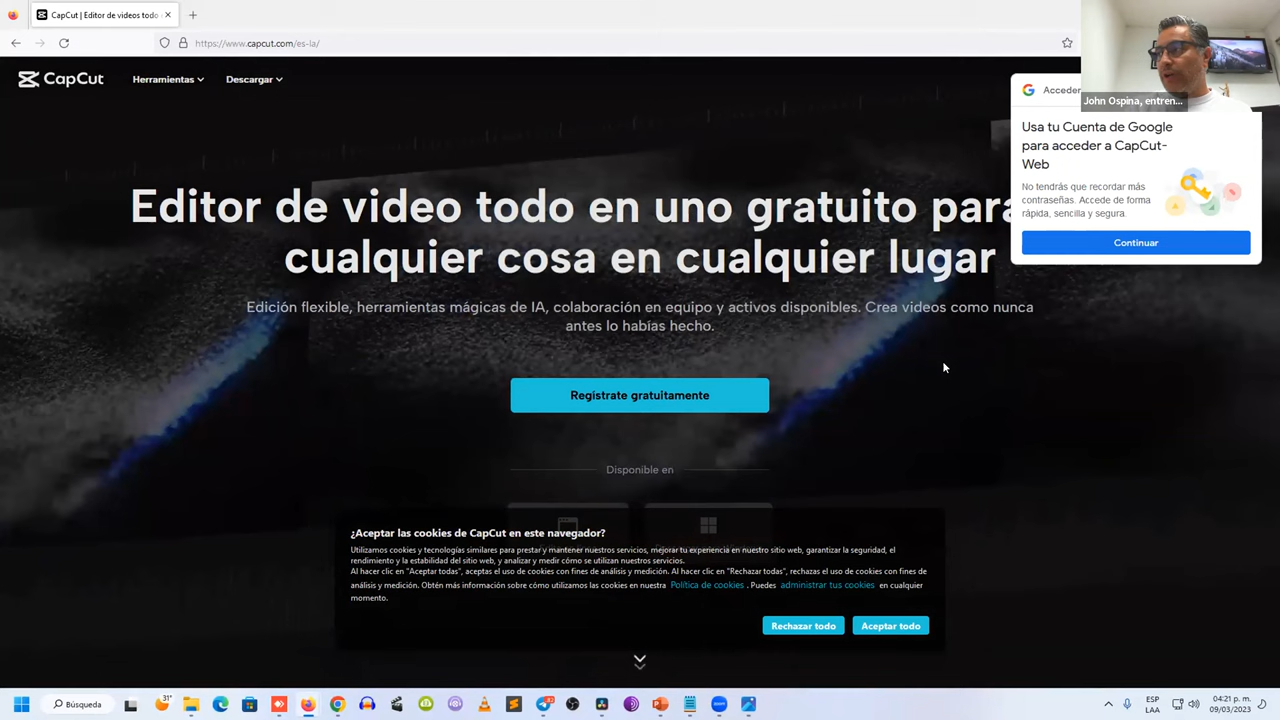 CapCut | Editor de videos todo
https://www.capcut.com/es-la/
CapCut
Herramientas
Descargar
Acceder
John Ospina, entren...
Usa tu Cuenta de Google
para acceder a CapCut-
Web
No tendrás que recordar más
contraseñas. Accede de forma
rápida, sencilla y segura.
Continuar
Editor de video todo en uno gratuito para
cualquier cosa en cualquier lugar
Edición flexible, herramientas mágicas de IA, colaboración en equipo y activos disponibles. Crea videos como nunca
antes lo habías hecho.
Regístrate gratuitamente
Disponible en
¿Aceptar las cookies de CapCut en este navegador?
Utilizamos cookies y tecnologías similares para prestar y mantener nuestros servicios, mejorar tu experiencia en nuestro sitio web, garantizar la seguridad, el
rendimiento y la estabilidad del sitio web, y analizar y medir cómo se utilizan nuestros servicios.
Al hacer clic en "Aceptar todas", aceptas el uso de cookies con fines de análisis y medición. Al hacer clic en "Rechazar todas", rechazas el uso de cookies con fines de
análisis y medición. Obtén más información sobre cómo utilizamos las cookies en nuestra Política de cookies . Puedes administrar tus cookies en cualquier
momento.
Rechazar todo
Aceptar todo
Búsqueda
31°
ESP
LAA
04:21 p. m.
09/03/2023